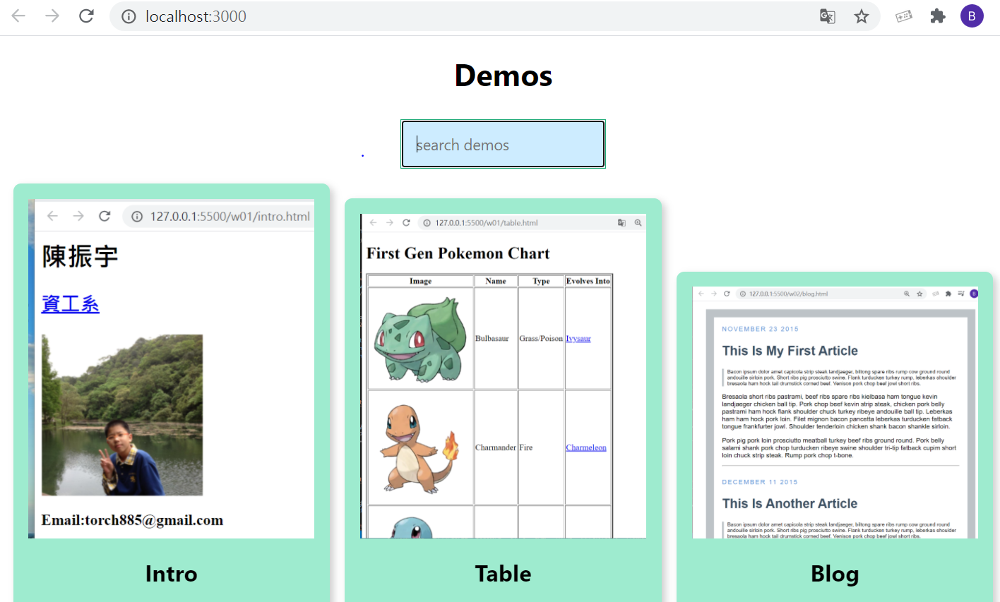 localhost:3000
B
Demos
search demos
127.0.0.1:5500/w01/intro.html
陳振宇
資工系
Email:torch885@gmail.com
Intro
127.0.0.1:5500/w01/table.html
First Gen Pokemon Chart
Image Name Type Evolves Into
Bulbasaur Grass/Poison Ivysaur
Charmander Fire Charmeleon
Table
127.0.0.1:5500/w02/blog.html
B
NOVEMBER 23 2015
This Is My First Article
Bacon ipsum dolor amet capicola strip steak landjaeger, biltong spare ribs rump cow ground round
andouille sirloin pork. Short ribs pig prosciutto swine. Flank turducken turkey rump, leberkas shoulder
bresaola ham hock tail drumstick corned beef. Venison pork chop beef jowl short ribs.
Bresaola short ribs pastrami, beef ribs spare ribs kielbasa ham tongue kevin
landjaeger chicken ball tip. Pork chop beef kevin strip steak, chicken pork belly
pastrami ham hock flank shoulder chuck turkey ribeye andouille ball tip. Leberkas
ham ham hock pork loin. Filet mignon bacon pancetta leberkas turducken fatback
tongue frankfurter jowl. Shoulder tenderloin chicken shank bacon shankle sirloin.
Pork pig pork loin prosciutto meatball turkey beef ribs ground round. Pork belly
salami shank pork chop turducken ribeye swine shoulder tri-tip fatback cupim short
loin chuck strip steak. Rump pork chop t-bone.
DECEMBER 11 2015
This Is Another Article
Bacon ipsum dolor amet capicola strip steak landjaeger, biltong spare ribs rump cow ground round
andouille sirloin pork. Short ribs pig prosciutto swine. Flank turducken turkey rump, leberkas shoulder
bresaola ham hock tail drumstick corned beef. Venison pork chop beef jowl short ribs.
Blog